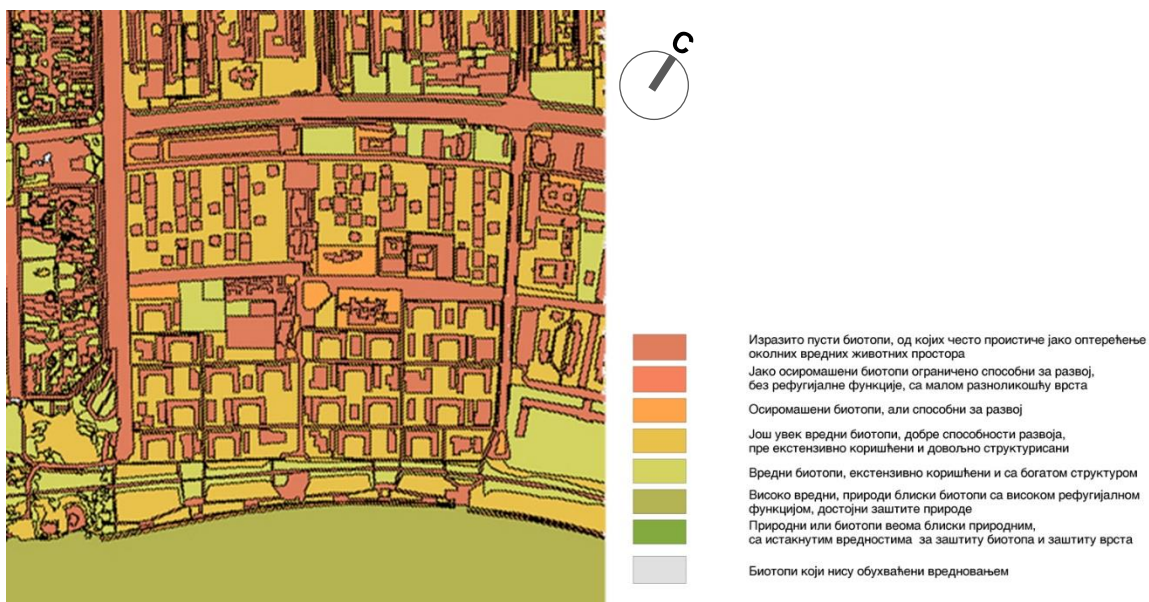 С
Изразито пусти биотопи, од којих често проистиче јако оптерећење
околних вредних животних простора
Јако осиромашени биотопи ограничено способни за развој,
без рефугијалне функције, са малом разноликошћу врста
Осиромашени биотопи, али способни за развој
Још увек вредни биотопи, добре способности развоја,
пре екстензивно коришћени и довољно структурисани
Вредни биотопи, екстензивно коришћени и са богатом структуром
Високо вредни, природи блиски биотопи са високом рефугијалном
функцијом, достојни заштите природе
Природни или биотопи веома блиски природним,
са истакнутим вредностима за заштиту биотопа и заштиту врста
Биотопи који нису обухваћени вредновањем